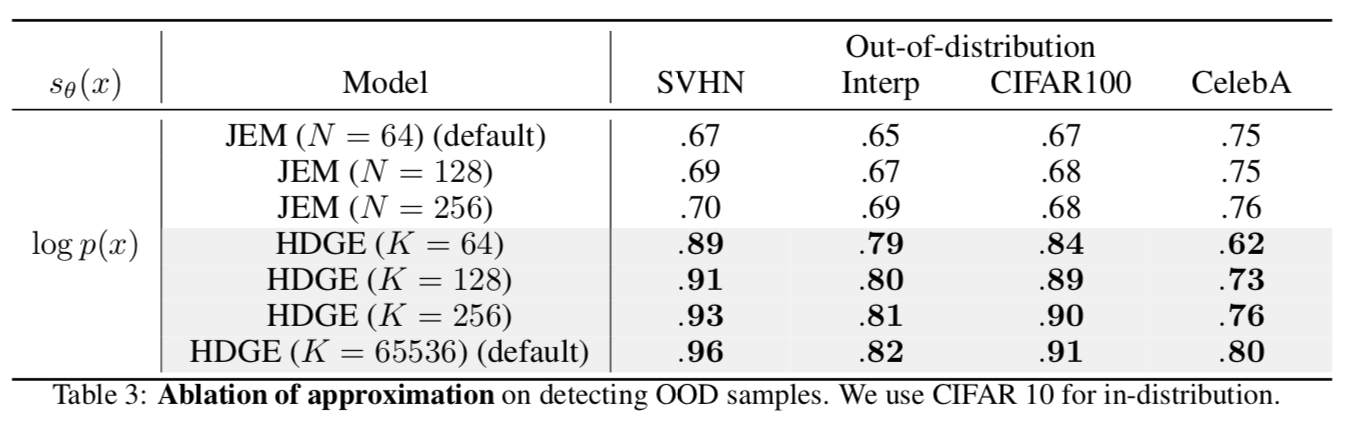 Out-of-distribution
sθ(x) Model SVHN Interp CIFAR100 CelebA
JEM (N = 64) (default) .67 .65 .67 .75
JEM (N = 128) .69 .67 .68 .75
JEM (N = 256) .70 .69 .68 .76
log p(x) HDGE (K = 64) .89 .79 .84 .62
HDGE (K = 128) .91 .80 .89 .73
HDGE (K = 256) .93 .81 .90 .76
HDGE (K = 65536) (default) .96 .82 .91 .80
Table 3: Ablation of approximation on detecting OOD samples. We use CIFAR 10 for in-distribution.